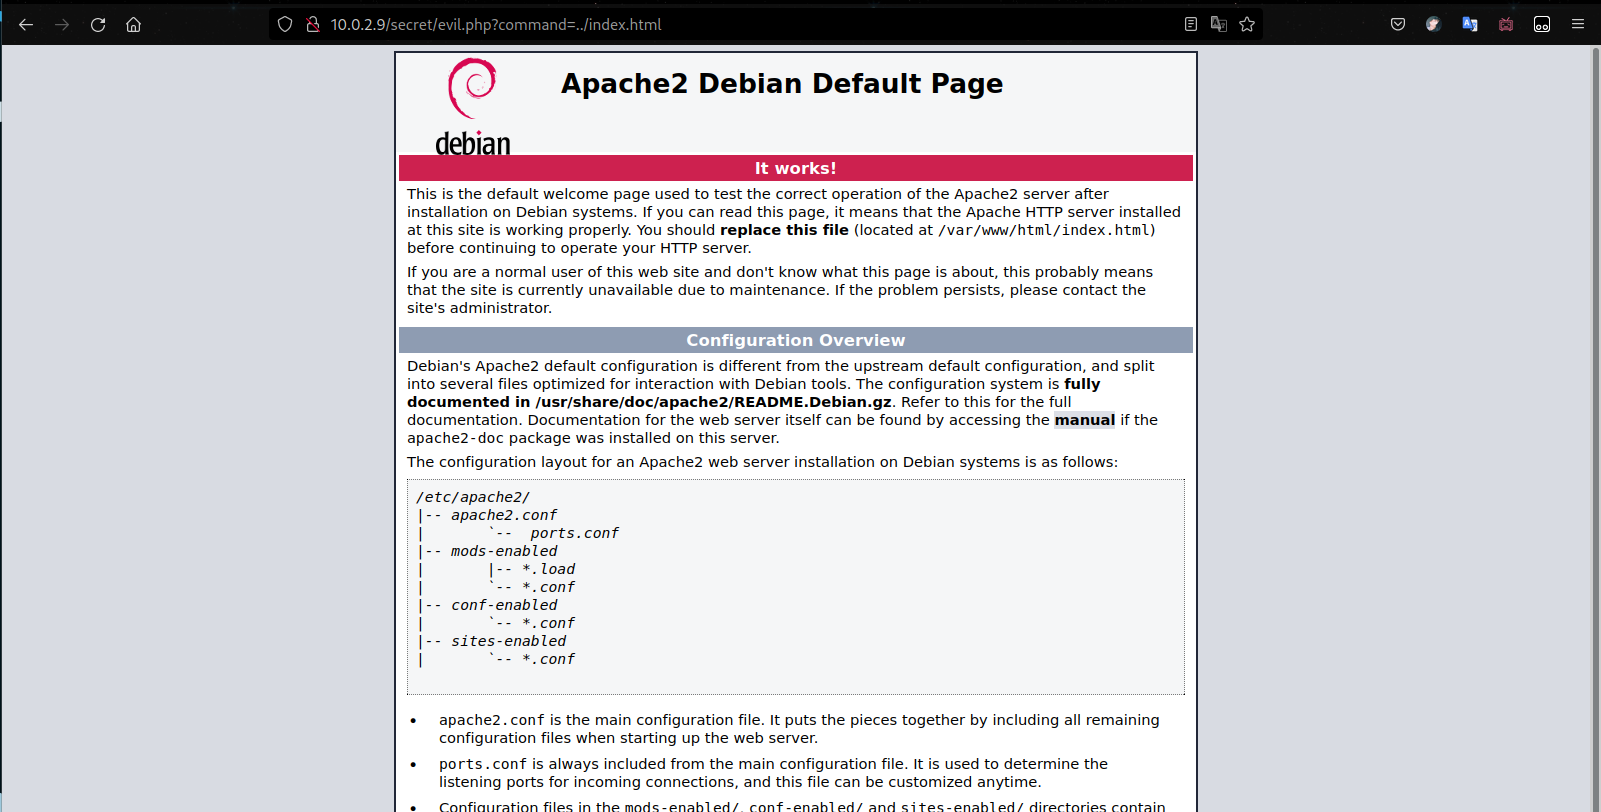 10.0.2.9/secret/evil.php?command=../index.html
debian
Apache2 Debian Default Page
It works!
This is the default welcome page used to test the correct operation of the Apache2 server after
installation on Debian systems. If you can read this page, it means that the Apache HTTP server installed
at this site is working properly. You should replace this file (located at /var/www/html/index.html)
before continuing to operate your HTTP server.
If you are a normal user of this web site and don't know what this page is about, this probably means
that the site is currently unavailable due to maintenance. If the problem persists, please contact the
site's administrator.
Configuration Overview
Debian's Apache2 default configuration is different from the upstream default configuration, and split
into several files optimized for interaction with Debian tools. The configuration system is fully
documented in /usr/share/doc/apache2/README.Debian.gz. Refer to this for the full
documentation. Documentation for the web server itself can be found by accessing the manual if the
apache2-doc package was installed on this server.
The configuration layout for an Apache2 web server installation on Debian systems is as follows:
/etc/apache2/
|-- apache2.conf
|       `--  ports.conf
|-- mods-enabled
|       |-- *.load
|       `-- *.conf
|-- conf-enabled
|       `-- *.conf
|-- sites-enabled
|       `-- *.conf
• apache2.conf is the main configuration file. It puts the pieces together by including all remaining
configuration files when starting up the web server.
• ports.conf is always included from the main configuration file. It is used to determine the
listening ports for incoming connections, and this file can be customized anytime.
• Configuration files in the mods-enabled/, conf-enabled/ and sites-enabled/ directories contain